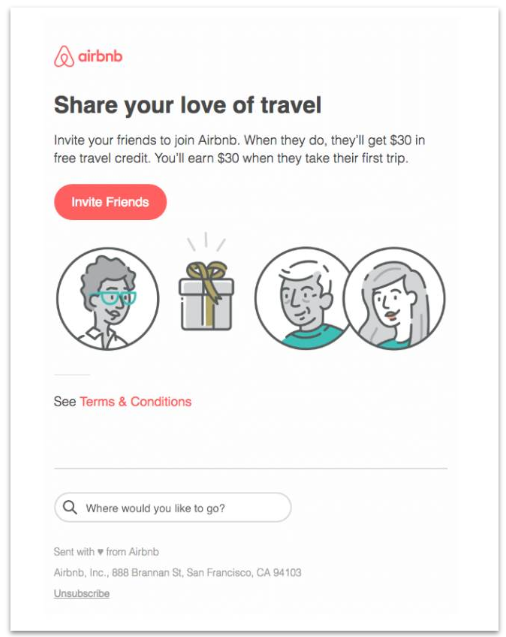 airbnb
Share your love of travel
Invite your friends to join Airbnb. When they do, they'll get $30 in
free travel credit. You'll earn $30 when they take their first trip.
Invite Friends
See Terms & Conditions
Where would you like to go?
Sent with ♥ from Airbnb
Airbnb, Inc., 888 Brannan St, San Francisco, CA 94103
Unsubscribe